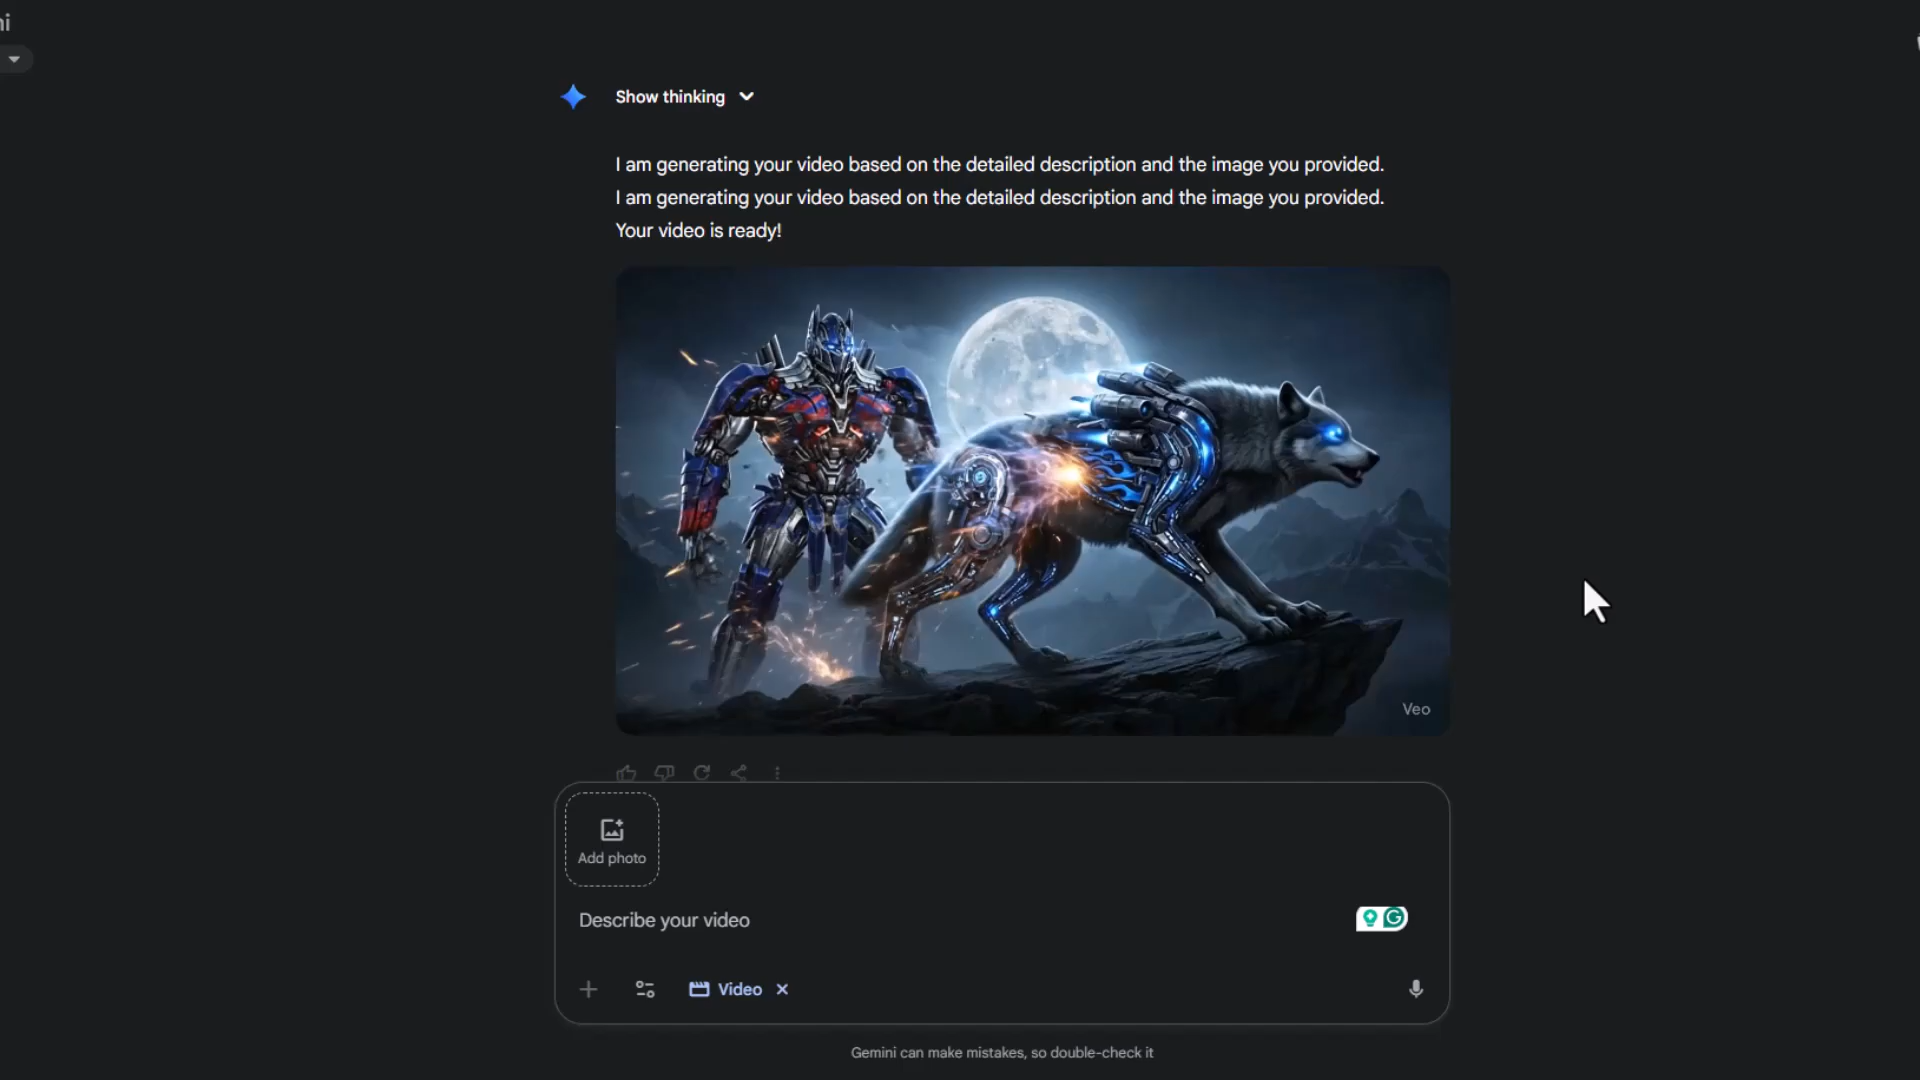 ni
Show thinking
I am generating your video based on the detailed description and the image you provided.
I am generating your video based on the detailed description and the image you provided.
Your video is ready!
Veo
Add photo
Describe your video
Video
Gemini can make mistakes, so double-check it